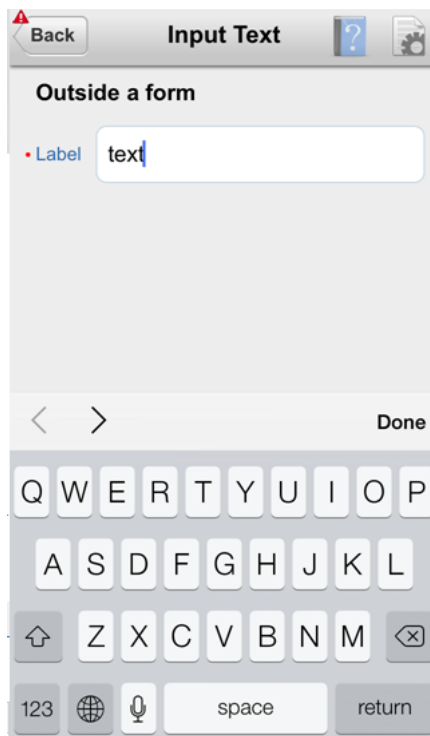 Back Input Text ?
Outside a form
• Label text
Done
Q W E R T Y U I O P
A S D F G H J K L
Z X C V B N M
123 space return